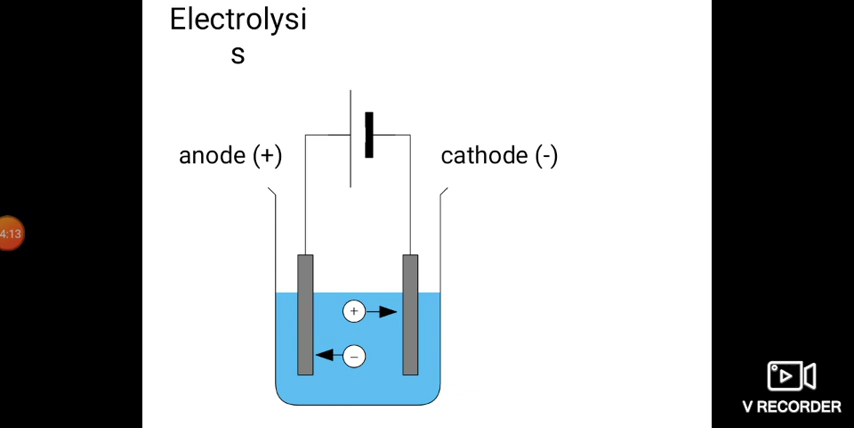 Electrolysi
s
anode (+)
cathode (-)
+
–
4:13
V RECORDER